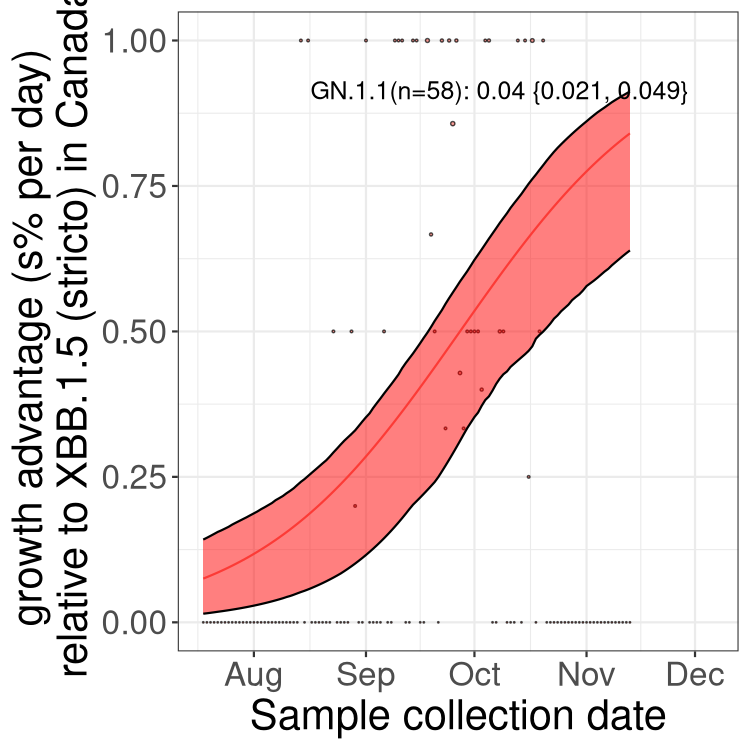 growth advantage (s% per day)
relative to XBB.1.5 (stricto) in Canada
1.00
0.75
0.50
0.25
0.00
GN.1.1(n=58): 0.04 {0.021, 0.049}
Aug Sep Oct Nov Dec
Sample collection date